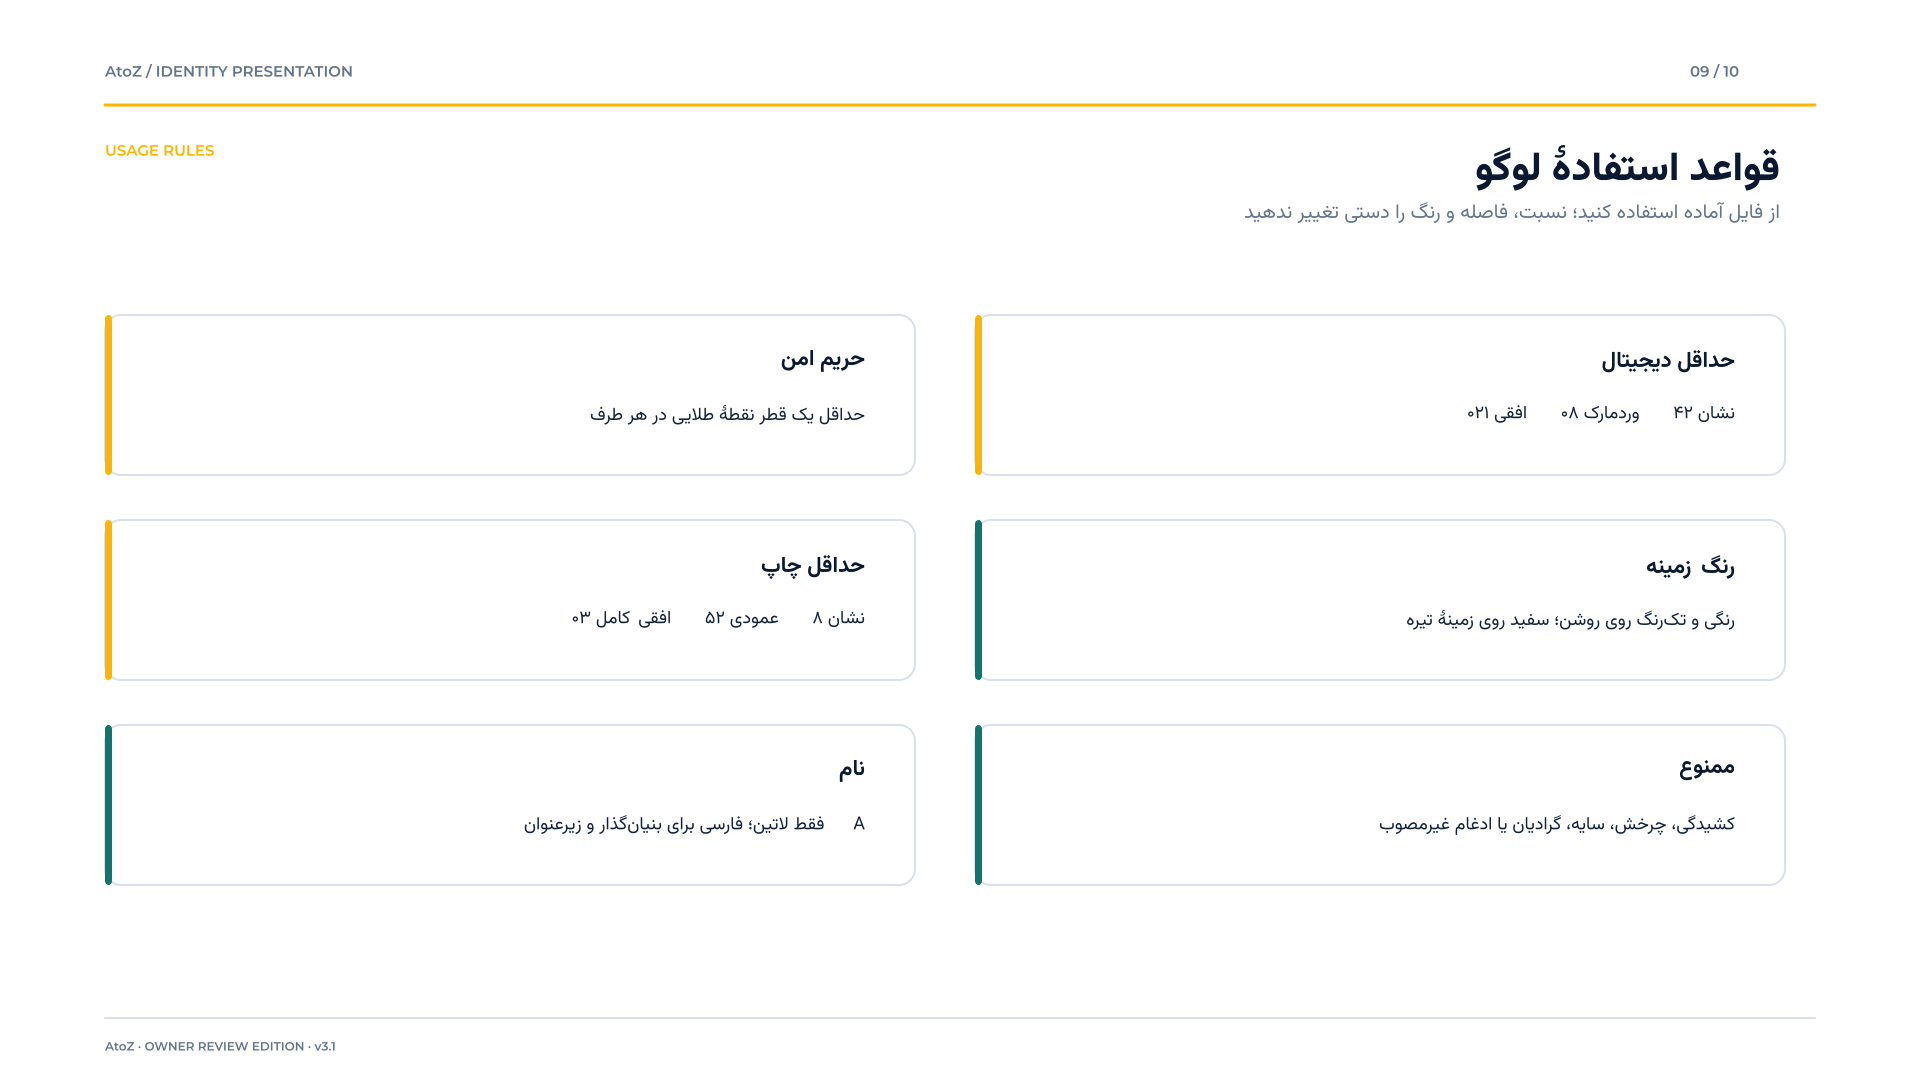 AtoZ / IDENTITY PRESENTATION
09 / 10
USAGE RULES
قواعد استفادهٔ لوگو
از فایل آماده استفاده کنید؛ نسبت، فاصله و رنگ را دستی تغییر ندهید
حداقل دیجیتال
نشان ۴۲ وردمارک ۰۸ افقی ۰۲۱
حریم امن
حداقل یک قطر نقطهٔ طلایی در هر طرف
رنگ زمینه
رنگی و تک‌رنگ روی روشن؛ سفید روی زمینهٔ تیره
حداقل چاپ
نشان ۸ عمودی ۵۲ افقی کامل ۰۳
ممنوع
کشیدگی، چرخش، سایه، گرادیان یا ادغام غیرمصوب
نام
A فقط لاتین؛ فارسی برای بنیان‌گذار و زیرعنوان
AtoZ · OWNER REVIEW EDITION · v3.1